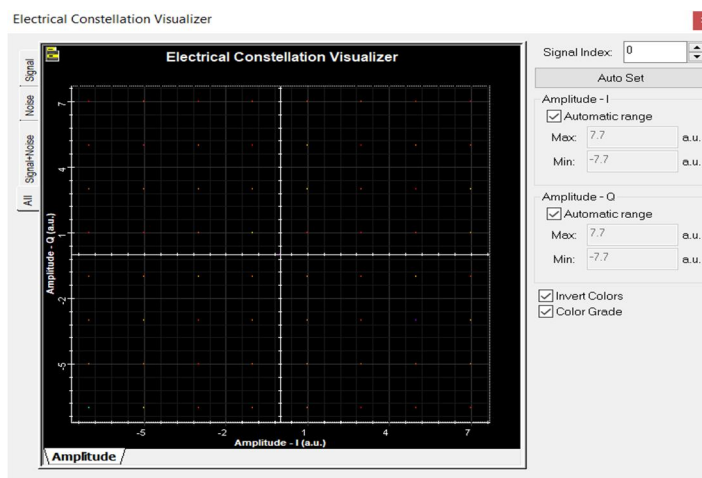 Electrical Constellation Visualizer
Electrical Constellation Visualizer
Signal
Noise
Signal+Noise
All
Amplitude - Q (a.u.)
7
4
1
-2
-5
-5
-2
1
4
7
Amplitude - I (a.u.)
Amplitude
Signal Index: 0
Auto Set
Amplitude - I
Automatic range
Max: 7.7 a.u.
Min: -7.7 a.u.
Amplitude - Q
Automatic range
Max: 7.7 a.u.
Min: -7.7 a.u.
Invert Colors
Color Grade